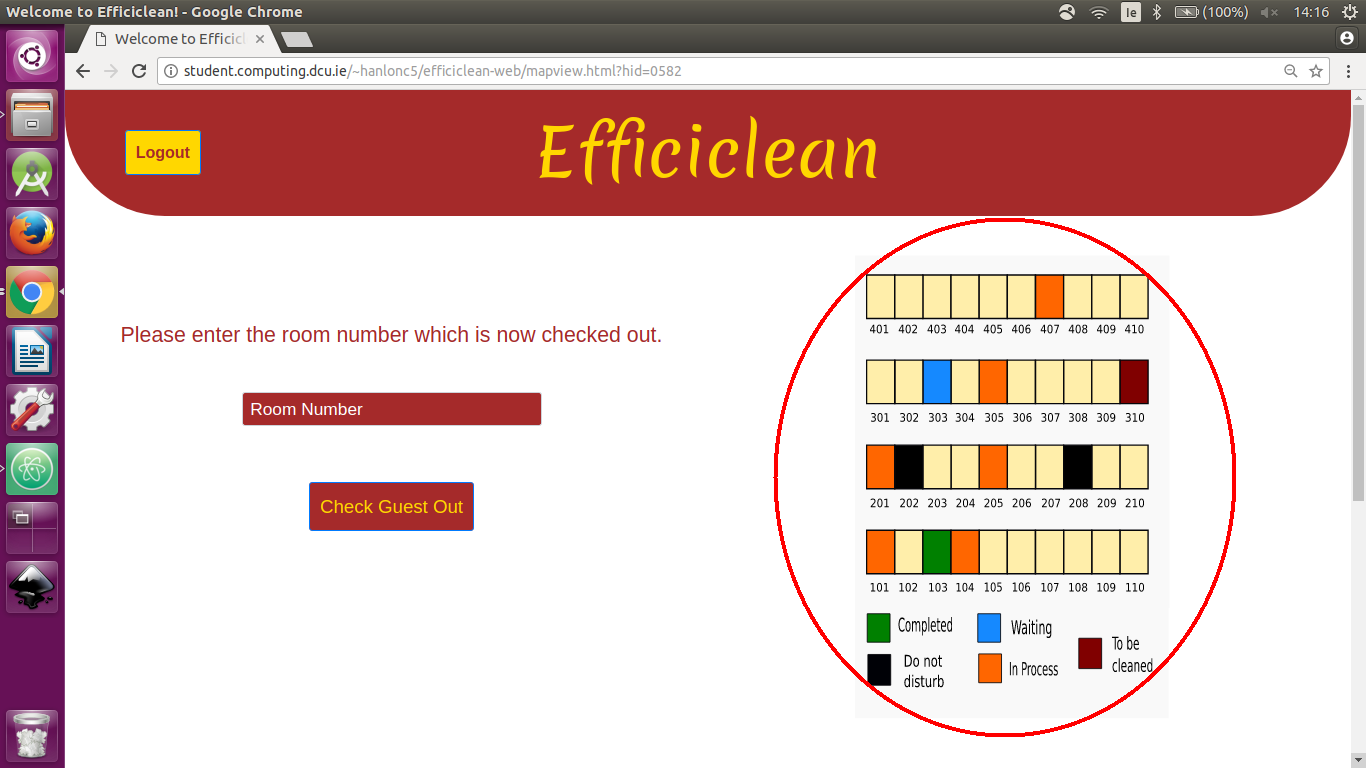 Welcome to Efficiclean! - Google Chrome
Ie
(100%)
14:16
Welcome to Efficic
student.computing.dcu.ie/~hanlonc5/efficiclean-web/mapview.html?hid=0582
Logout
Efficiclean
Please enter the room number which is now checked out.
Room Number
Check Guest Out
401 402 403 404 405 406 407 408 409 410
301 302 303 304 305 306 307 308 309 310
201 202 203 204 205 206 207 208 209 210
101 102 103 104 105 106 107 108 109 110
Completed
Waiting
To be
cleaned
Do not
disturb
In Process